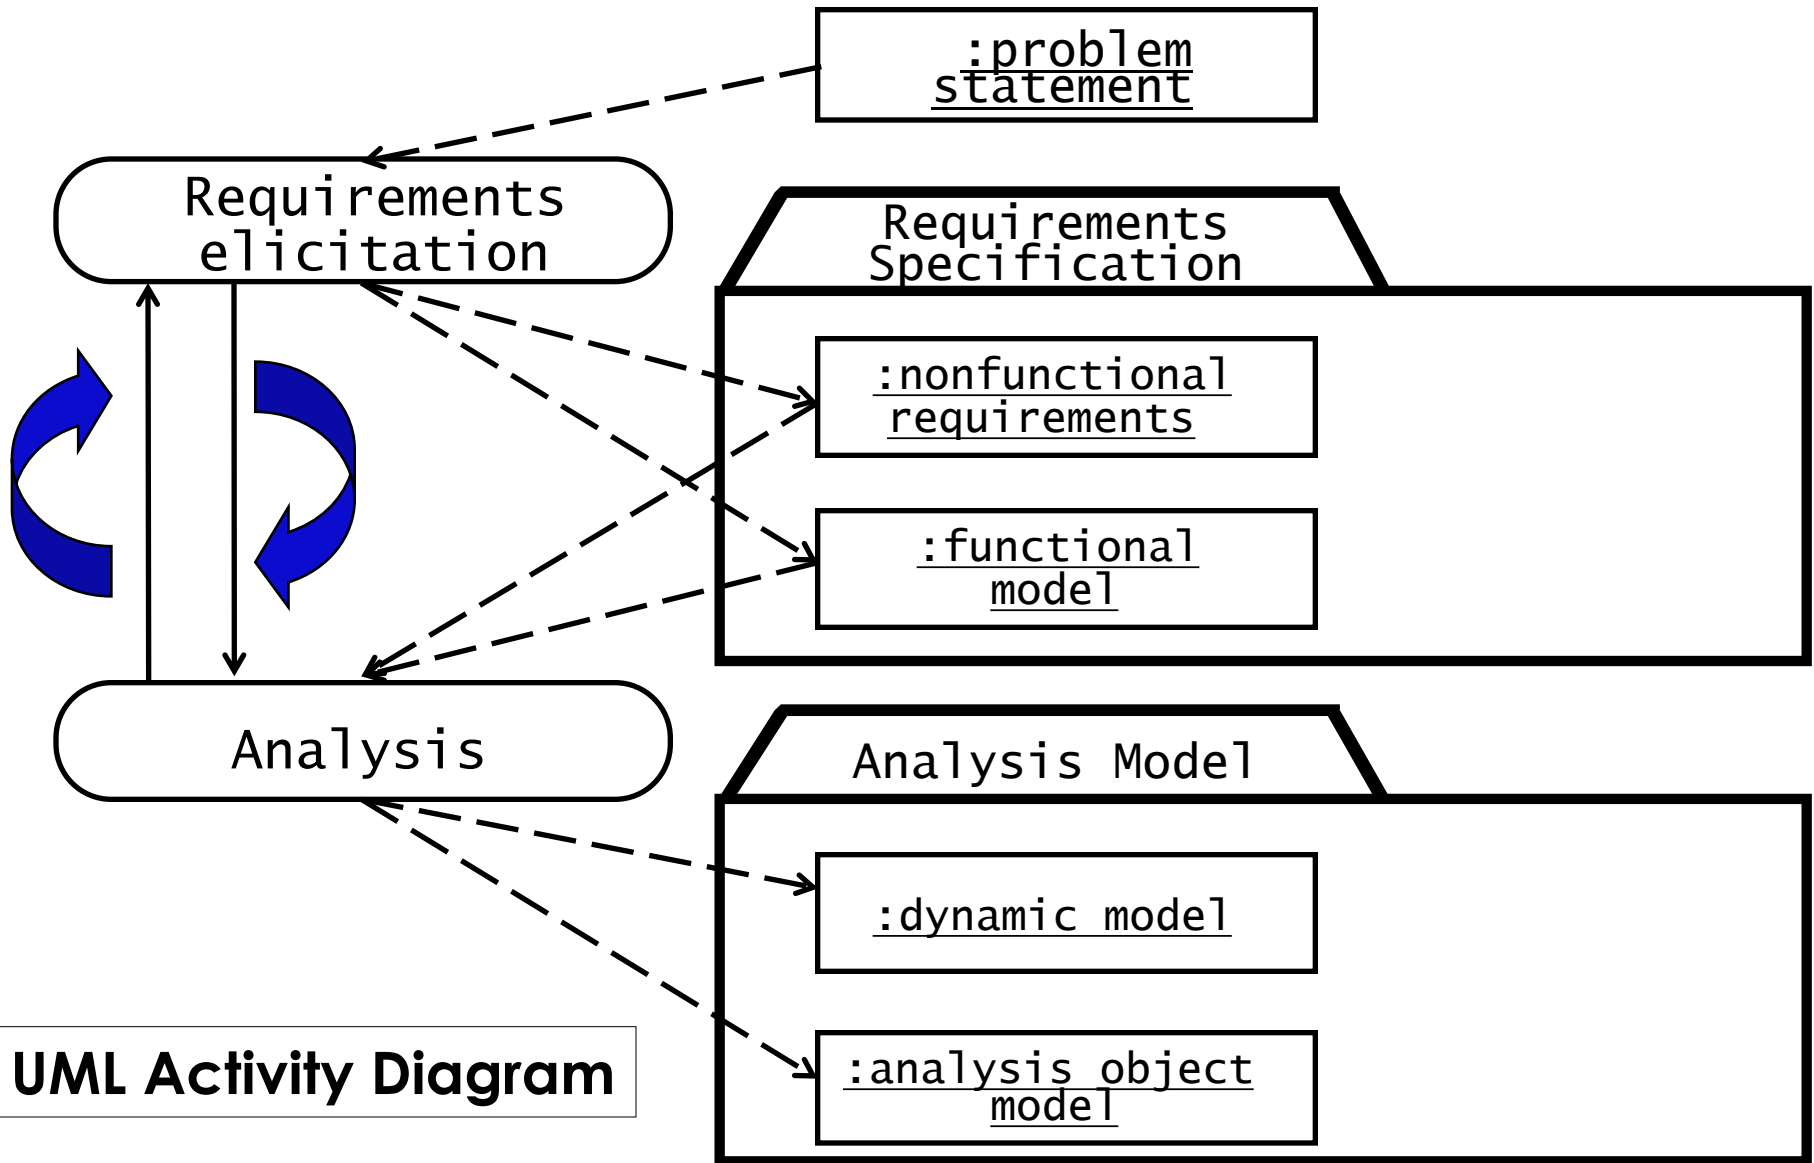 :problem
statement
Requirements
elicitation
Requirements
Specification
:nonfunctional
requirements
:functional
model
Analysis
Analysis Model
:dynamic model
:analysis object
model
UML Activity Diagram